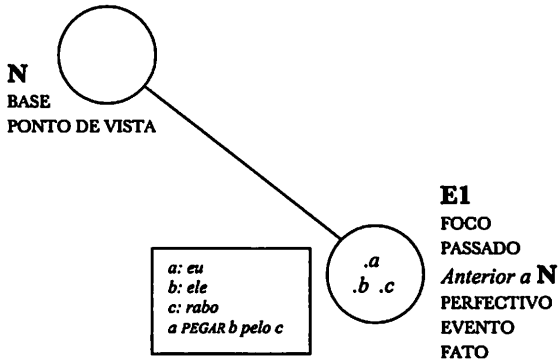 N
BASE
PONTO DE VISTA
E1
FOCO
PASSADO
Anterior a N
PERFECTIVO
EVENTO
FATO
.a
.b .c
a: eu
b: ele
c: rabo
a PEGAR b pelo c